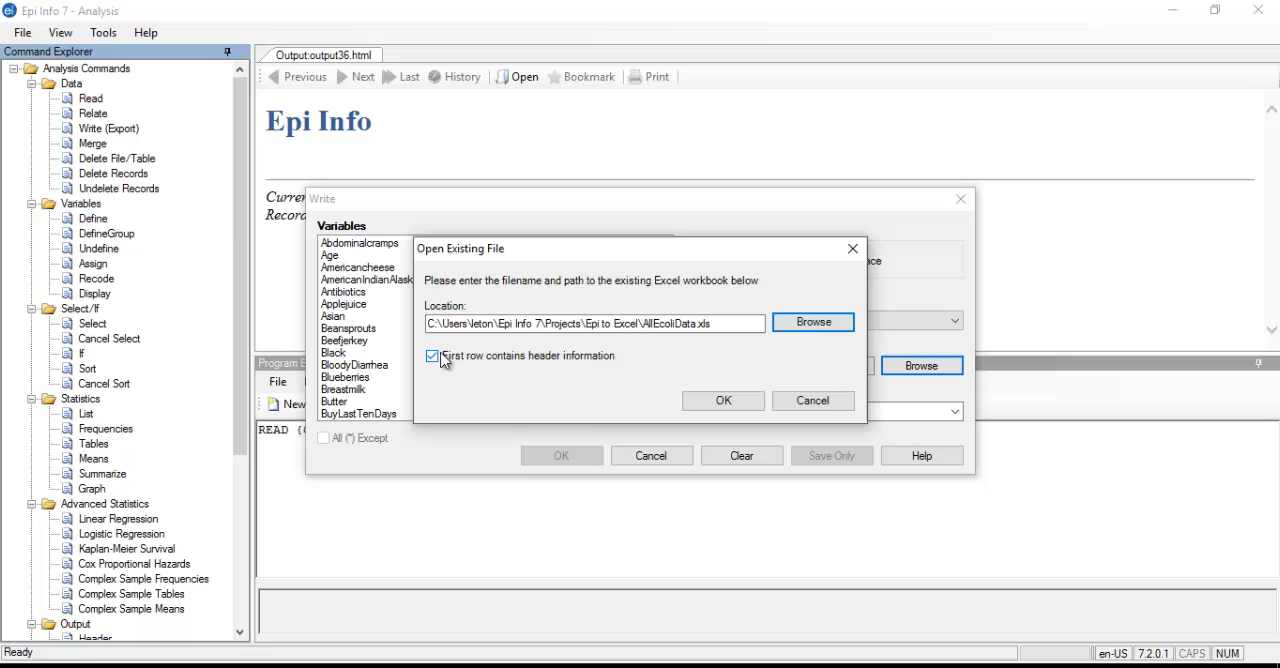 Epi Info 7 - Analysis
File View Tools Help
Command Explorer
Analysis Commands
Data
Read
Relate
Write (Export)
Merge
Delete File/Table
Delete Records
Undelete Records
Variables
Define
DefineGroup
Undefine
Assign
Recode
Display
Select/If
Select
Cancel Select
If
Sort
Cancel Sort
Statistics
List
Frequencies
Tables
Means
Summarize
Graph
Advanced Statistics
Linear Regression
Logistic Regression
Kaplan-Meier Survival
Cox Proportional Hazards
Complex Sample Frequencies
Complex Sample Tables
Complex Sample Means
Output
Header
Output:output36.html
Previous Next Last History Open Bookmark Print
Epi Info
Write
Variables
Abdominalcramps
Age
Americancheese
AmericanIndianAlask
Antibiotics
Applejuice
Asian
Beansprouts
Beefjerky
Black
BloodyDiarrhea
Blueberries
Breastmilk
Butter
BuyLastTenDays
All (*) Except
OK Cancel Clear Save Only Help
Browse
Open Existing File
Please enter the filename and path to the existing Excel workbook below
Location:
C:\Users\leton\Epi Info 7\Projects\Epi to Excel\AllEcoliData.xls
Browse
First row contains header information
OK Cancel
File
New
READ
Ready
en-US 7.2.0.1 CAPS NUM